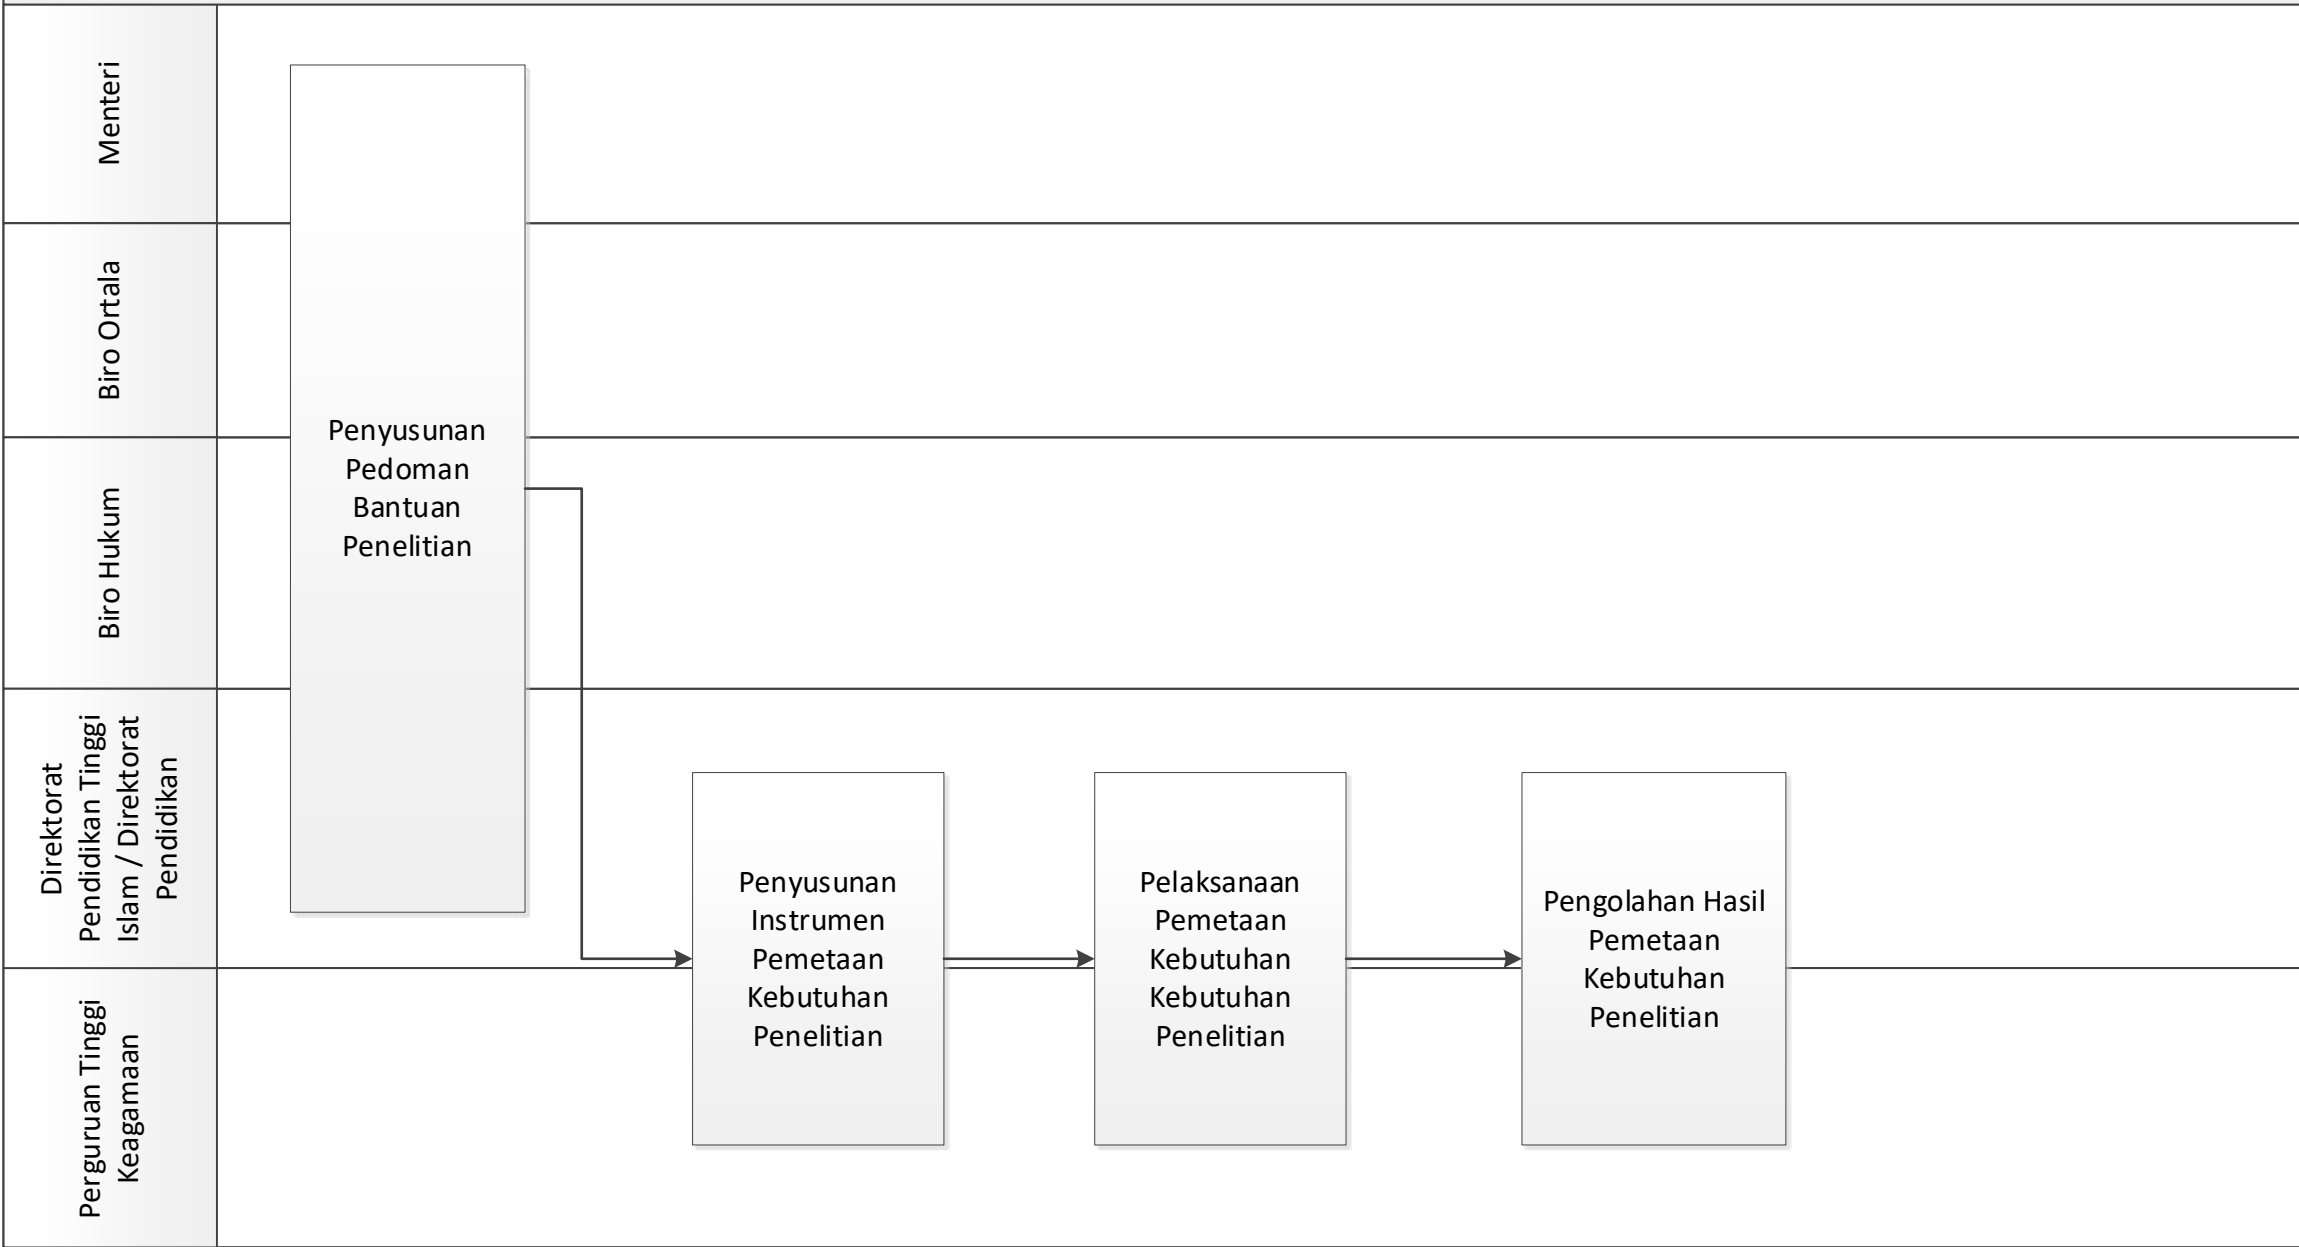 Menteri
Biro Ortala
Biro Hukum
Direktorat
Pendidikan Tinggi
Islam / Direktorat
Pendidikan
Perguruan Tinggi
Keagamaan
Penyusunan
Pedoman
Bantuan
Penelitian
Penyusunan
Instrumen
Pemetaan
Kebutuhan
Penelitian
Pelaksanaan
Pemetaan
Kebutuhan
Kebutuhan
Penelitian
Pengolahan Hasil
Pemetaan
Kebutuhan
Penelitian